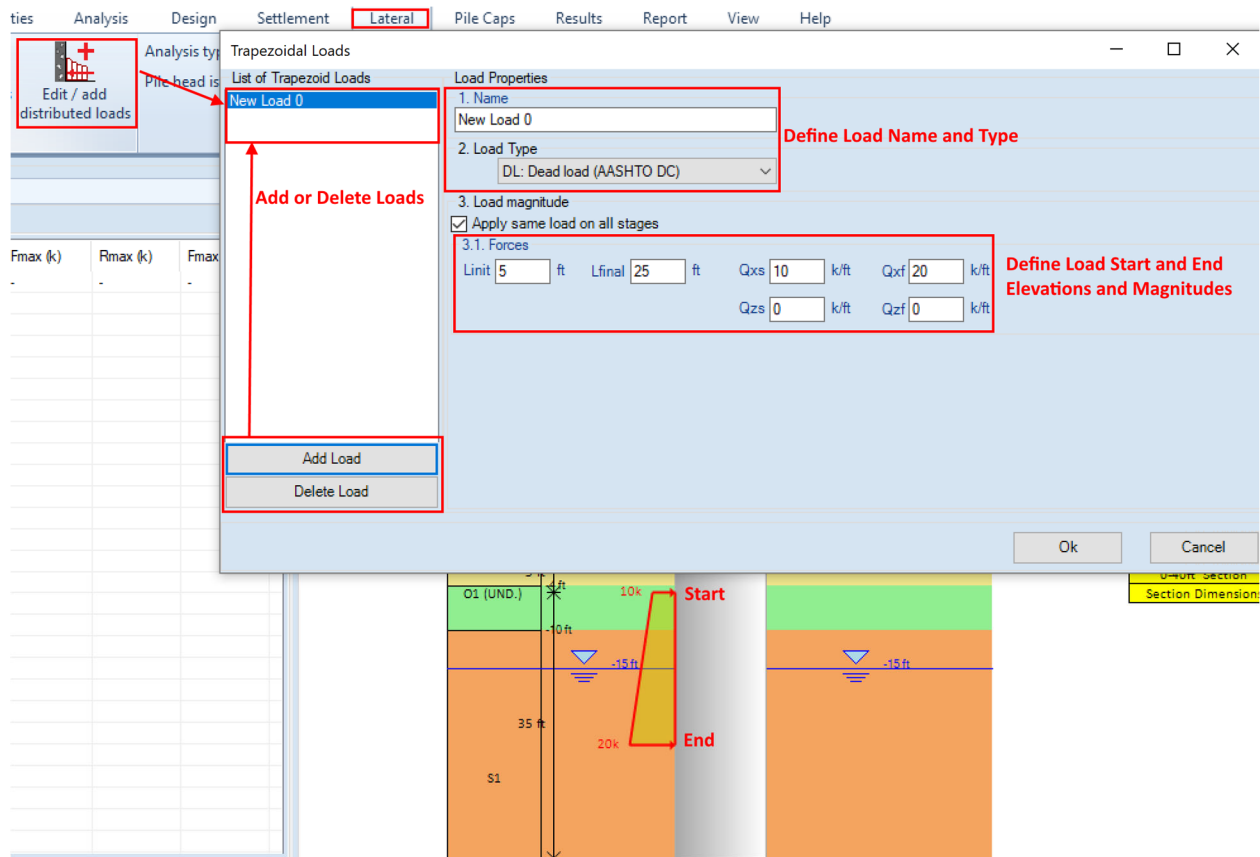 ties Analysis Design Settlement Lateral Pile Caps Results Report View Help
Edit / add
distributed loads
Analysis typ
Pile head is
Trapezoidal Loads
List of Trapezoid Loads
New Load 0
Add or Delete Loads
Add Load
Delete Load
Load Properties
1. Name
New Load 0
2. Load Type
DL: Dead load (AASHTO DC)
Define Load Name and Type
3. Load magnitude
Apply same load on all stages
3.1. Forces
Linit 5 ft Lfinal 25 ft Qxs 10 k/ft Qxf 20 k/ft
Qzs 0 k/ft Qzf 0 k/ft
Define Load Start and End
Elevations and Magnitudes
Ok Cancel
Fmax (k) Rmax (k) Fmax
- - -
0-40ft Section
Section Dimension
O1 (UND.)
10k Start
-10 ft
-15 ft -15 ft
35 ft
20k End
S1